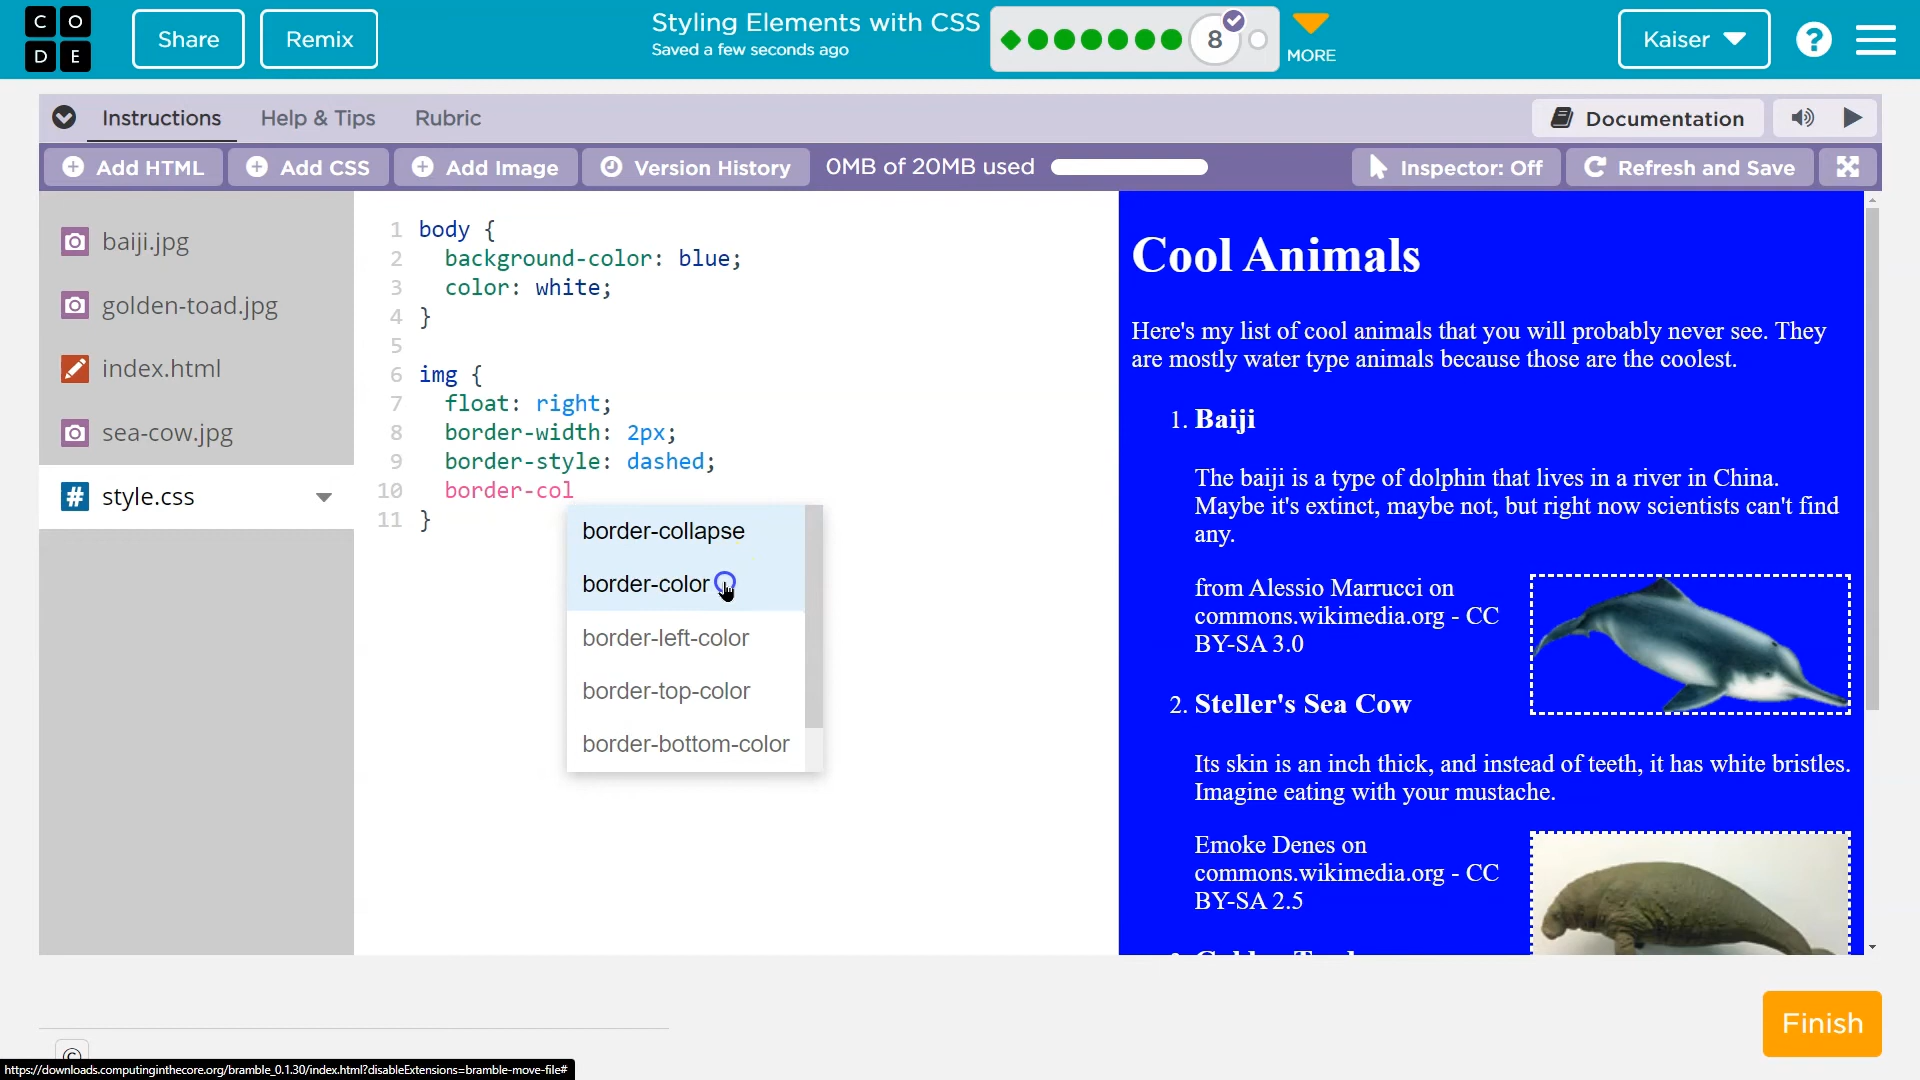 C O D E
Share
Remix
Styling Elements with CSS
Saved a few seconds ago
8
MORE
Kaiser
?
Instructions
Help & Tips
Rubric
Documentation
Add HTML
Add CSS
Add Image
Version History
0MB of 20MB used
Inspector: Off
Refresh and Save
baiji.jpg
golden-toad.jpg
index.html
sea-cow.jpg
# style.css
1 body {
2 background-color: blue;
3 color: white;
4 }
5
6 img {
7 float: right;
8 border-width: 2px;
9 border-style: dashed;
10 border-col
11 }
border-collapse
border-color
border-left-color
border-top-color
border-bottom-color
Cool Animals
Here's my list of cool animals that you will probably never see. They
are mostly water type animals because those are the coolest.
1. Baiji
The baiji is a type of dolphin that lives in a river in China.
Maybe it's extinct, maybe not, but right now scientists can't find
any.
from Alessio Marrucci on
commons.wikimedia.org - CC
BY-SA 3.0
2. Steller's Sea Cow
Its skin is an inch thick, and instead of teeth, it has white bristles.
Imagine eating with your mustache.
Emoke Denes on
commons.wikimedia.org - CC
BY-SA 2.5
Finish
©
https://downloads.computinginthecore.org/bramble_0.1.30/index.html?disableExtensions=bramble-move-file#